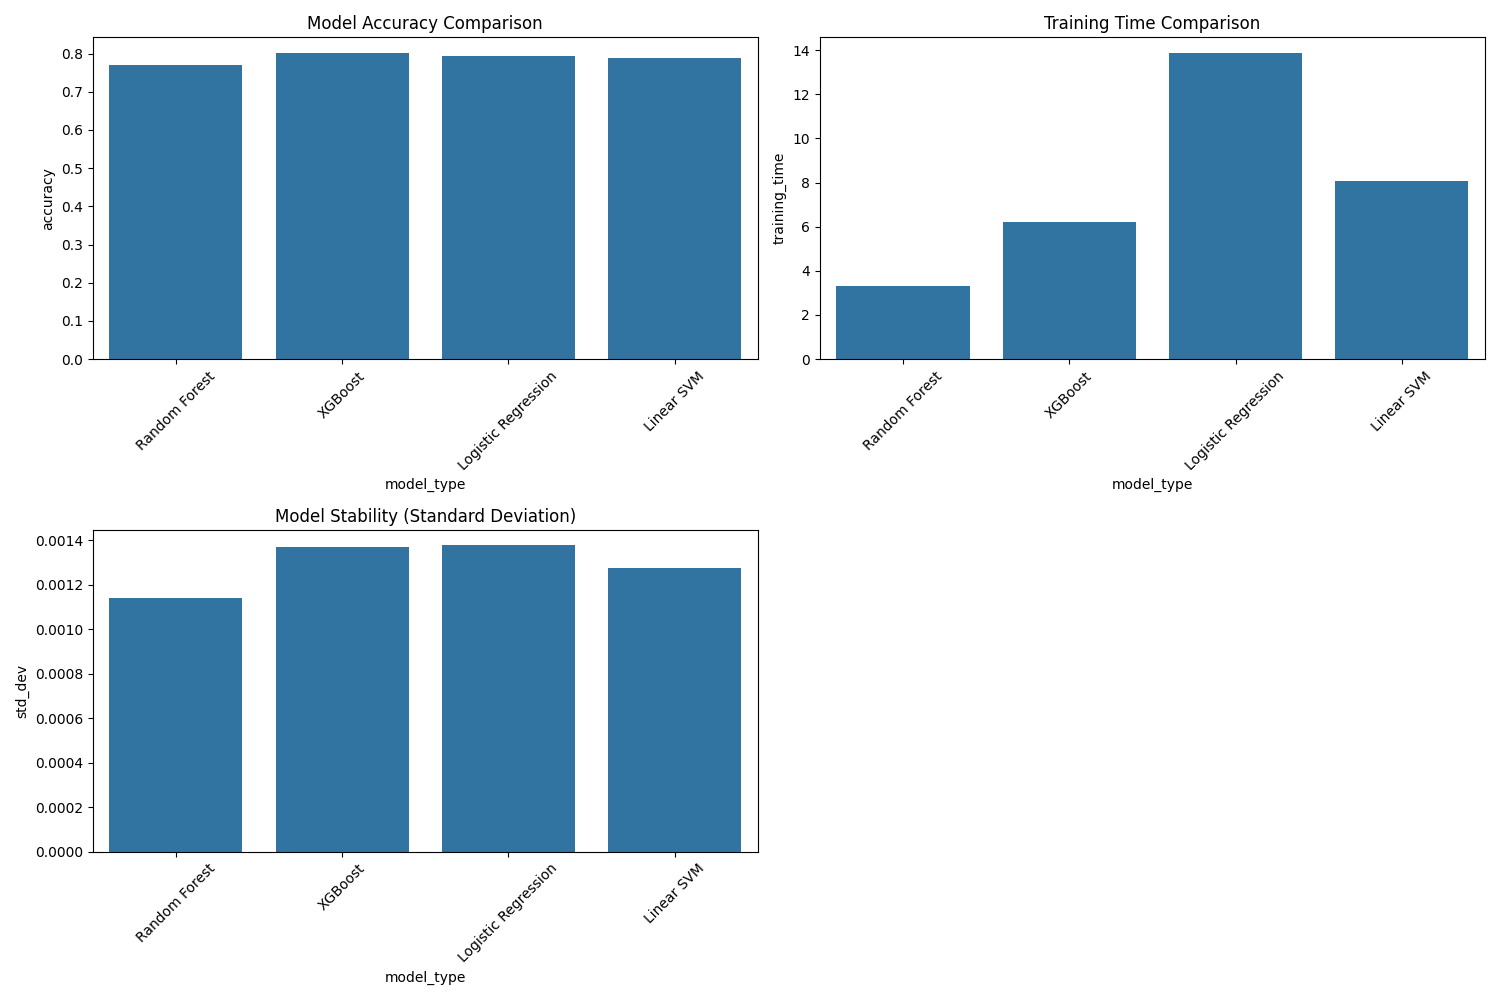 Model Accuracy Comparison
accuracy
0.8
0.7
0.6
0.5
0.4
0.3
0.2
0.1
0.0
Random Forest
XGBoost
Logistic Regression
Linear SVM
model_type
Training Time Comparison
training_time
14
12
10
8
6
4
2
0
Random Forest
XGBoost
Logistic Regression
Linear SVM
model_type
Model Stability (Standard Deviation)
std_dev
0.0014
0.0012
0.0010
0.0008
0.0006
0.0004
0.0002
0.0000
Random Forest
XGBoost
Logistic Regression
Linear SVM
model_type